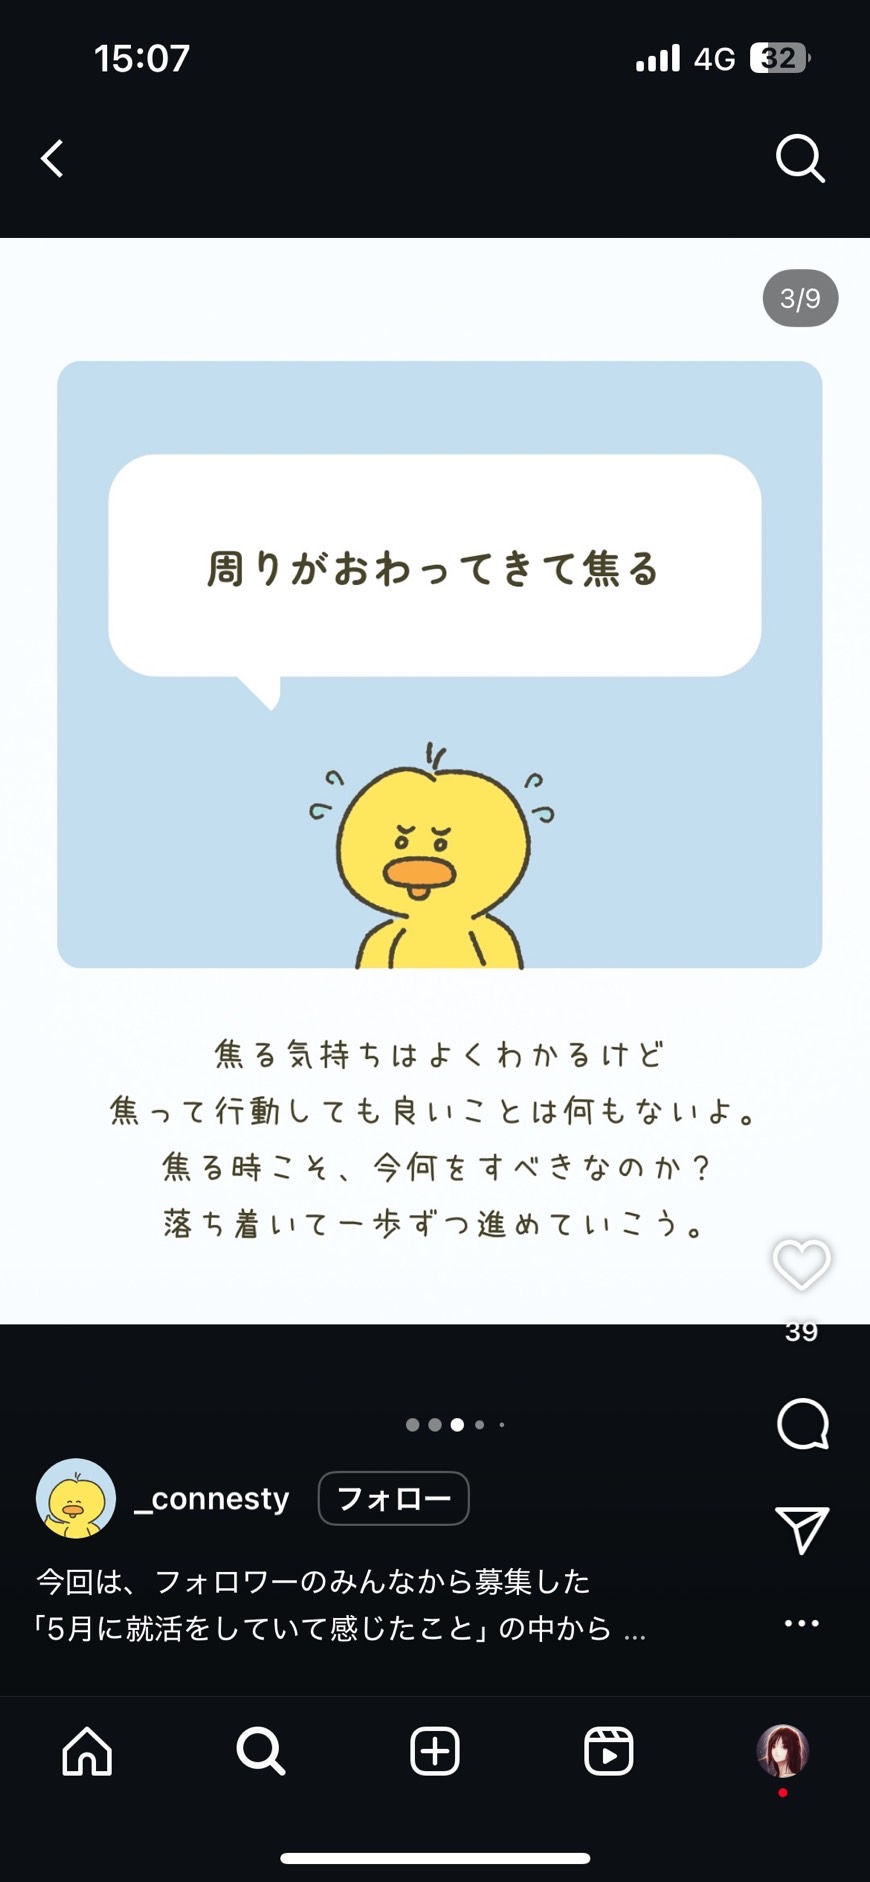 15:07
4G 32
3/9
周りがおわってきて焦る
焦る気持ちはよくわかるけど
焦って行動しても良いことは何もないよ。
焦る時こそ、今何をすべきなのか？
落ち着いて一歩ずつ進めていこう。
39
_connesty フォロー
今回は、フォロワーのみんなから募集した
「5月に就活をしていて感じたこと」の中から ...